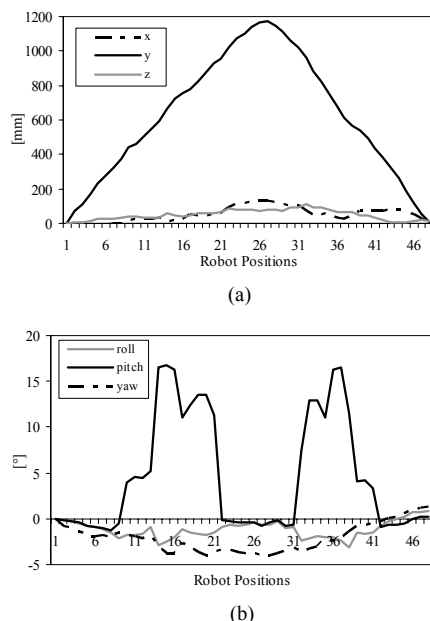 1200
1000
800
600
400
200
0
[mm]
x
y
z
1 6 11 16 21 26 31 36 41 46
Robot Positions
(a)
20
15
10
5
0
-5
[°]
roll
pitch
yaw
1 6 11 16 21 26 31 36 41 46
Robot Positions
(b)